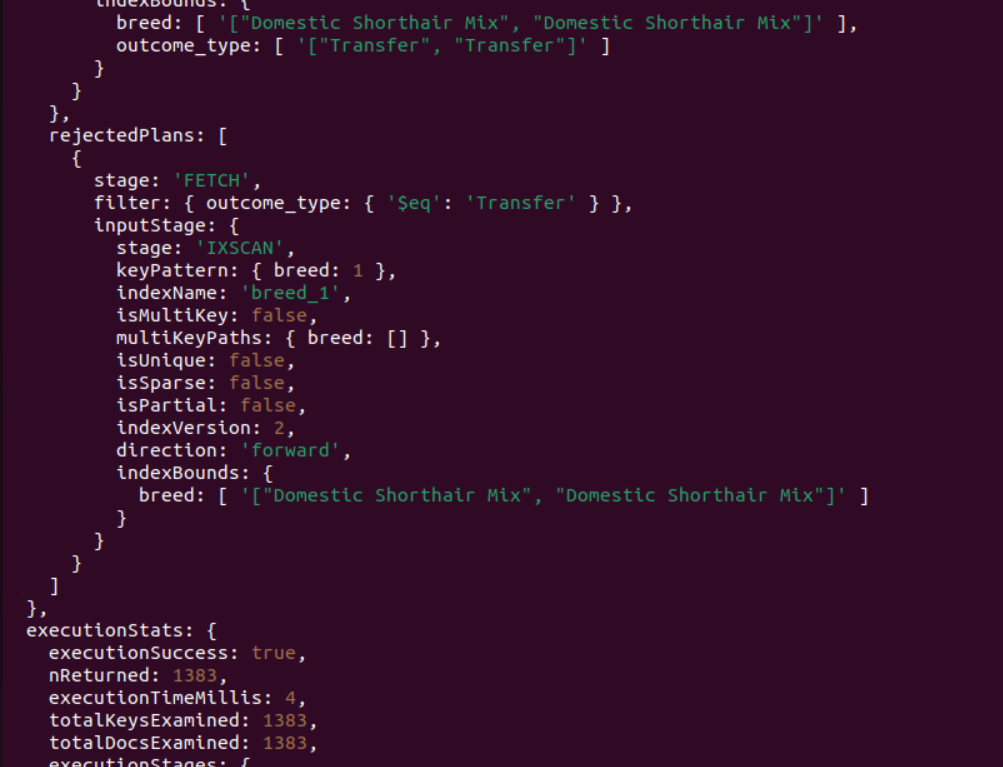 indexBounds: {
breed: [ '["Domestic Shorthair Mix", "Domestic Shorthair Mix"]' ],
outcome_type: [ '["Transfer", "Transfer"]' ]
}
}
},
rejectedPlans: [
{
stage: 'FETCH',
filter: { outcome_type: { '$eq': 'Transfer' } },
inputStage: {
stage: 'IXSCAN',
keyPattern: { breed: 1 },
indexName: 'breed_1',
isMultiKey: false,
multiKeyPaths: { breed: [] },
isUnique: false,
isSparse: false,
isPartial: false,
indexVersion: 2,
direction: 'forward',
indexBounds: {
breed: [ '["Domestic Shorthair Mix", "Domestic Shorthair Mix"]' ]
}
}
}
]
},
executionStats: {
executionSuccess: true,
nReturned: 1383,
executionTimeMillis: 4,
totalKeysExamined: 1383,
totalDocsExamined: 1383,
executionStages: {